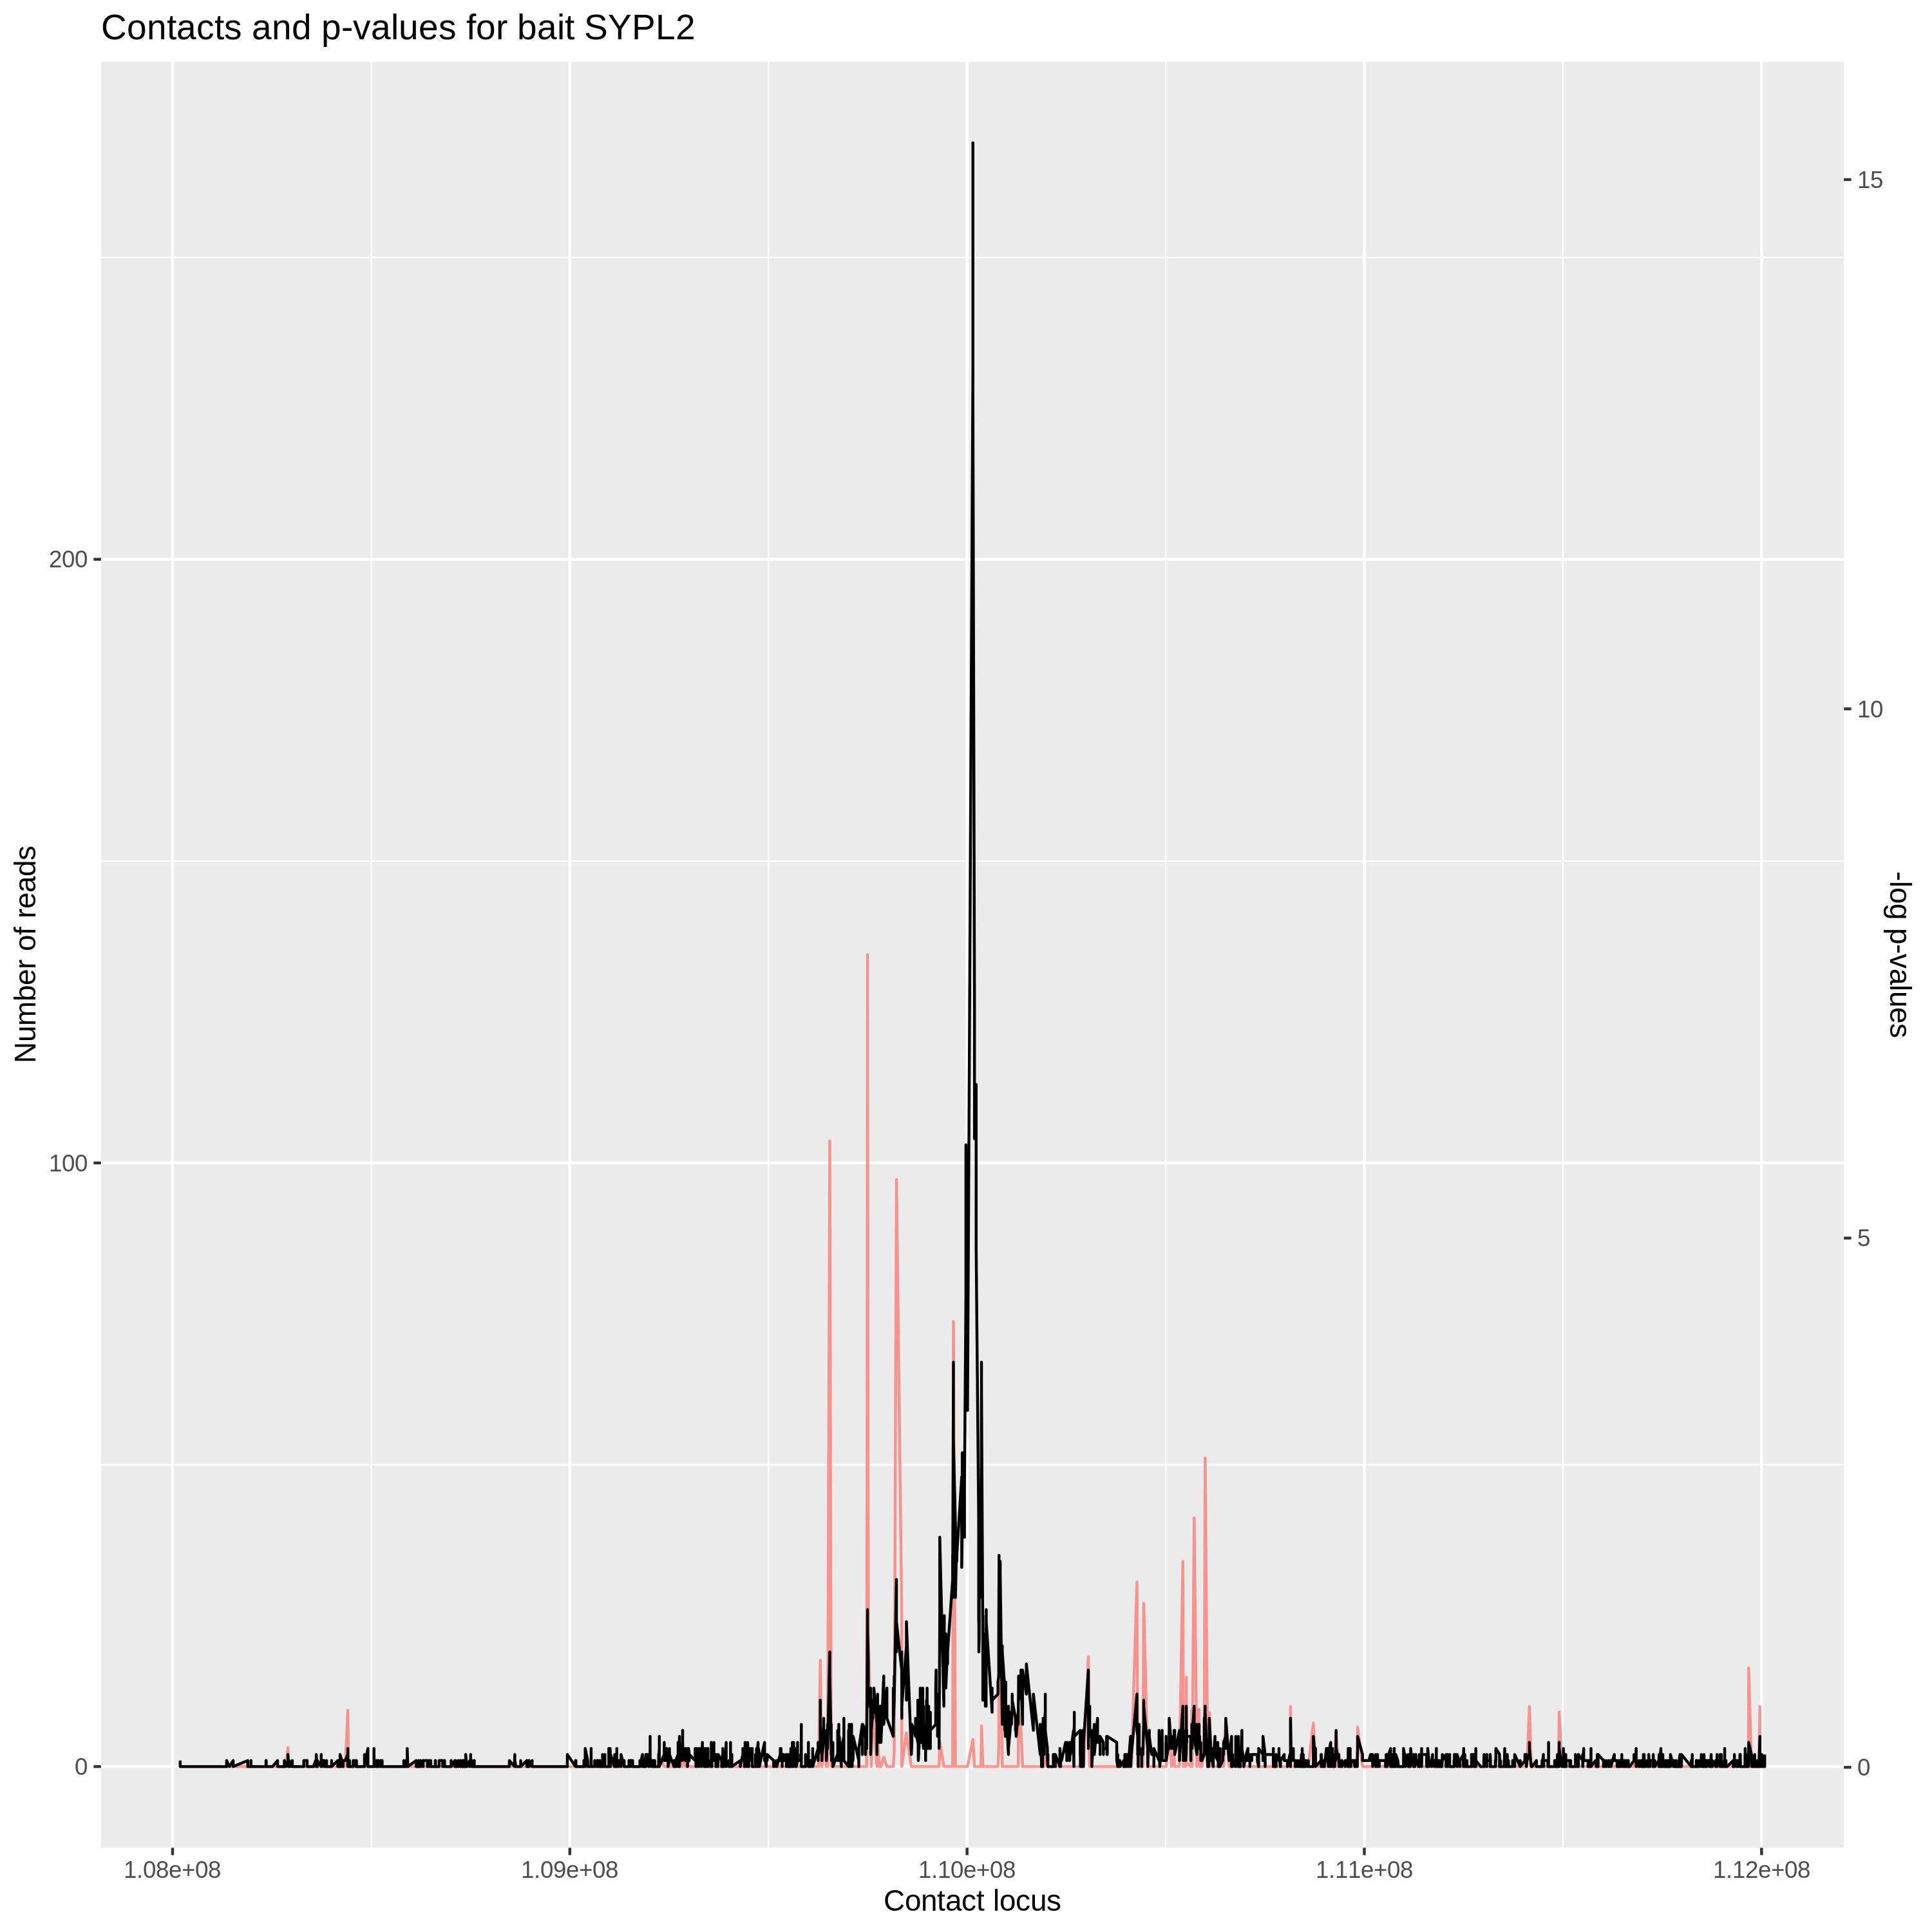 Contacts and p-values for bait SYPL2
15
10
5
0
200
100
0
Number of reads
-log p-values
1.08e+08 1.09e+08 1.10e+08 1.11e+08 1.12e+08
Contact locus